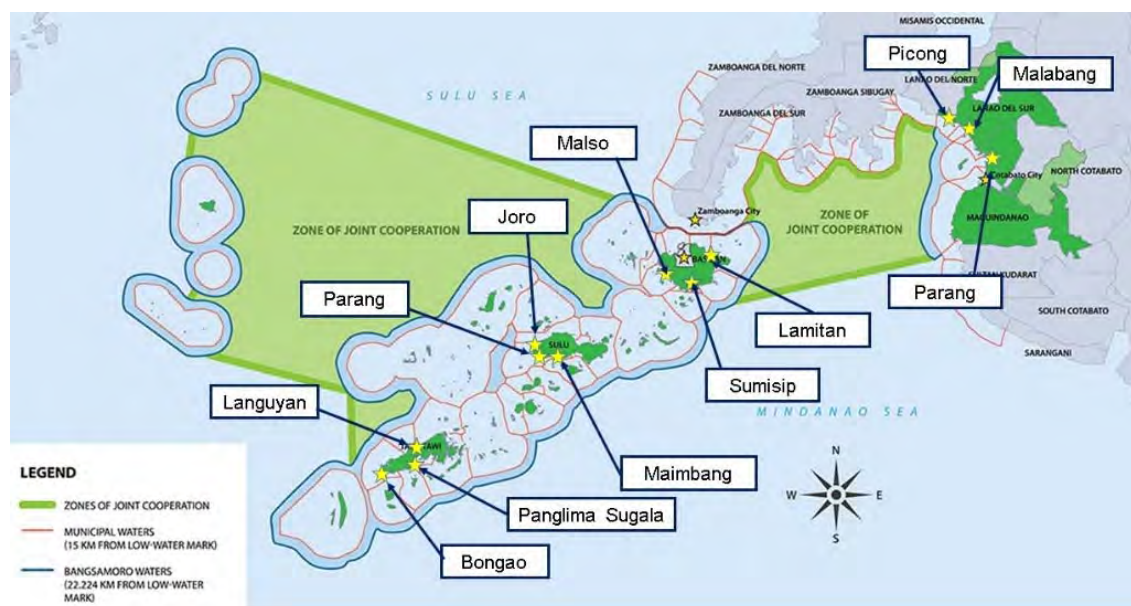 MISAMIS OCCIDENTAL
Picong
LANAO DEL NORTE
Malabang
ZAMBOANGA DEL NORTE
ZAMBOANGA SIBUGAY
LANAO DEL SUR
SULU SEA
ZAMBOANGA DEL SUR
Malso
Cotabato City
NORTH COTABATO
Joro
Zamboanga City
ZONE OF
JOINT COOPERATION
MAGUINDANAO
ZONE OF JOINT COOPERATION
Parang
SULTAN KUDARAT
Parang
Lamitan
SOUTH COTABATO
SULU
SARANGANI
Sumisip
Languyan
MINDANAO SEA
Maimbang
N
LEGEND
W
E
Panglima Sugala
ZONES OF JOINT COOPERATION
S
MUNICIPAL WATERS
(15 KM FROM LOW-WATER
MARK)
Bongao
BANGSAMORO WATERS
(22.224 KM FROM LOW-WATER
MARK)